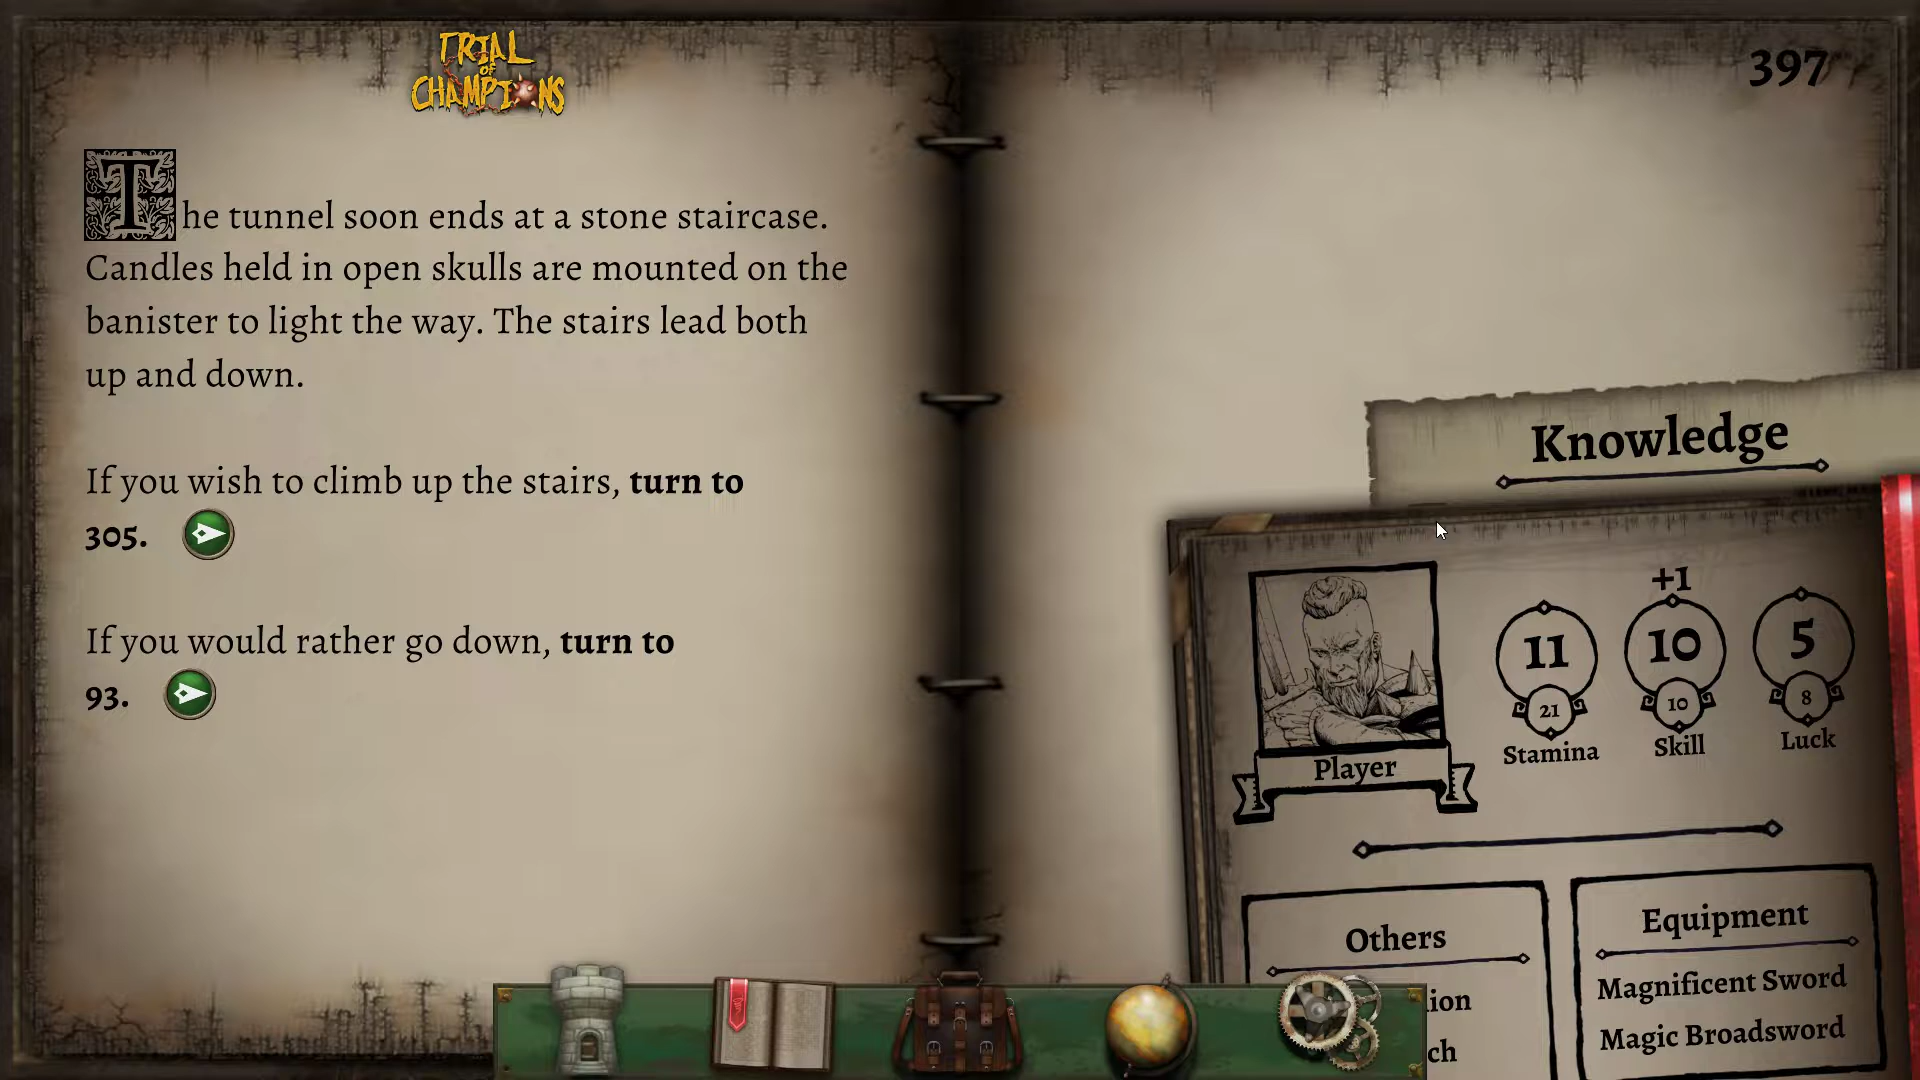 TRIAL
OF
CHAMPIONS
397
The tunnel soon ends at a stone staircase.
Candles held in open skulls are mounted on the
banister to light the way. The stairs lead both
up and down.
If you wish to climb up the stairs, turn to
305.
If you would rather go down, turn to
93.
Knowledge
+1
11
10
5
21
10
8
Stamina
Skill
Luck
Player
Others
ion
ch
Equipment
Magnificent Sword
Magic Broadsword